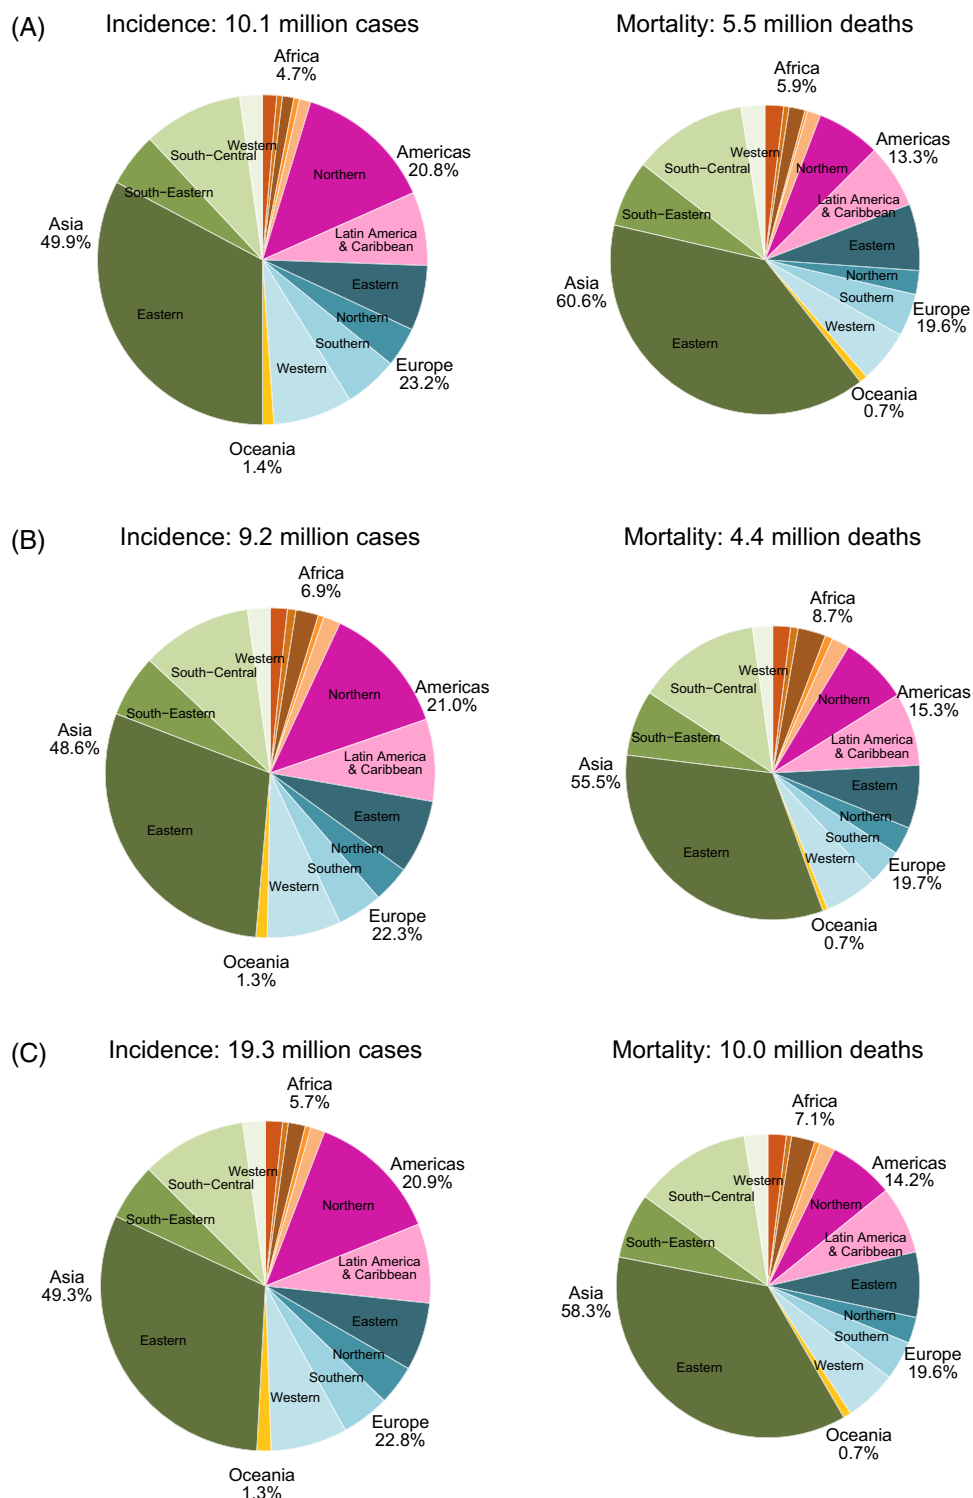 (A)
Incidence: 10.1 million cases
Africa
4.7%
Western
South-Central
South-Eastern
Northern
Americas
20.8%
Latin America
& Caribbean
Asia
49.9%
Eastern
Eastern
Northern
Southern
Western
Europe
23.2%
Oceania
1.4%
Mortality: 5.5 million deaths
Africa
5.9%
Western
South-Central
South-Eastern
Northern
Americas
13.3%
Latin America
& Caribbean
Eastern
Northern
Southern
Western
Asia
60.6%
Eastern
Europe
19.6%
Oceania
0.7%
(B)
Incidence: 9.2 million cases
Africa
6.9%
Western
South-Central
South-Eastern
Northern
Americas
21.0%
Latin America
& Caribbean
Asia
48.6%
Eastern
Eastern
Northern
Southern
Western
Europe
22.3%
Oceania
1.3%
Mortality: 4.4 million deaths
Africa
8.7%
Western
South-Central
South-Eastern
Northern
Americas
15.3%
Latin America
& Caribbean
Asia
55.5%
Eastern
Eastern
Northern
Southern
Western
Europe
19.7%
Oceania
0.7%
(C)
Incidence: 19.3 million cases
Africa
5.7%
Western
South-Central
South-Eastern
Northern
Americas
20.9%
Latin America
& Caribbean
Asia
49.3%
Eastern
Eastern
Northern
Southern
Western
Europe
22.8%
Oceania
1.3%
Mortality: 10.0 million deaths
Africa
7.1%
Western
South-Central
South-Eastern
Northern
Americas
14.2%
Latin America
& Caribbean
Asia
58.3%
Eastern
Eastern
Northern
Southern
Western
Europe
19.6%
Oceania
0.7%